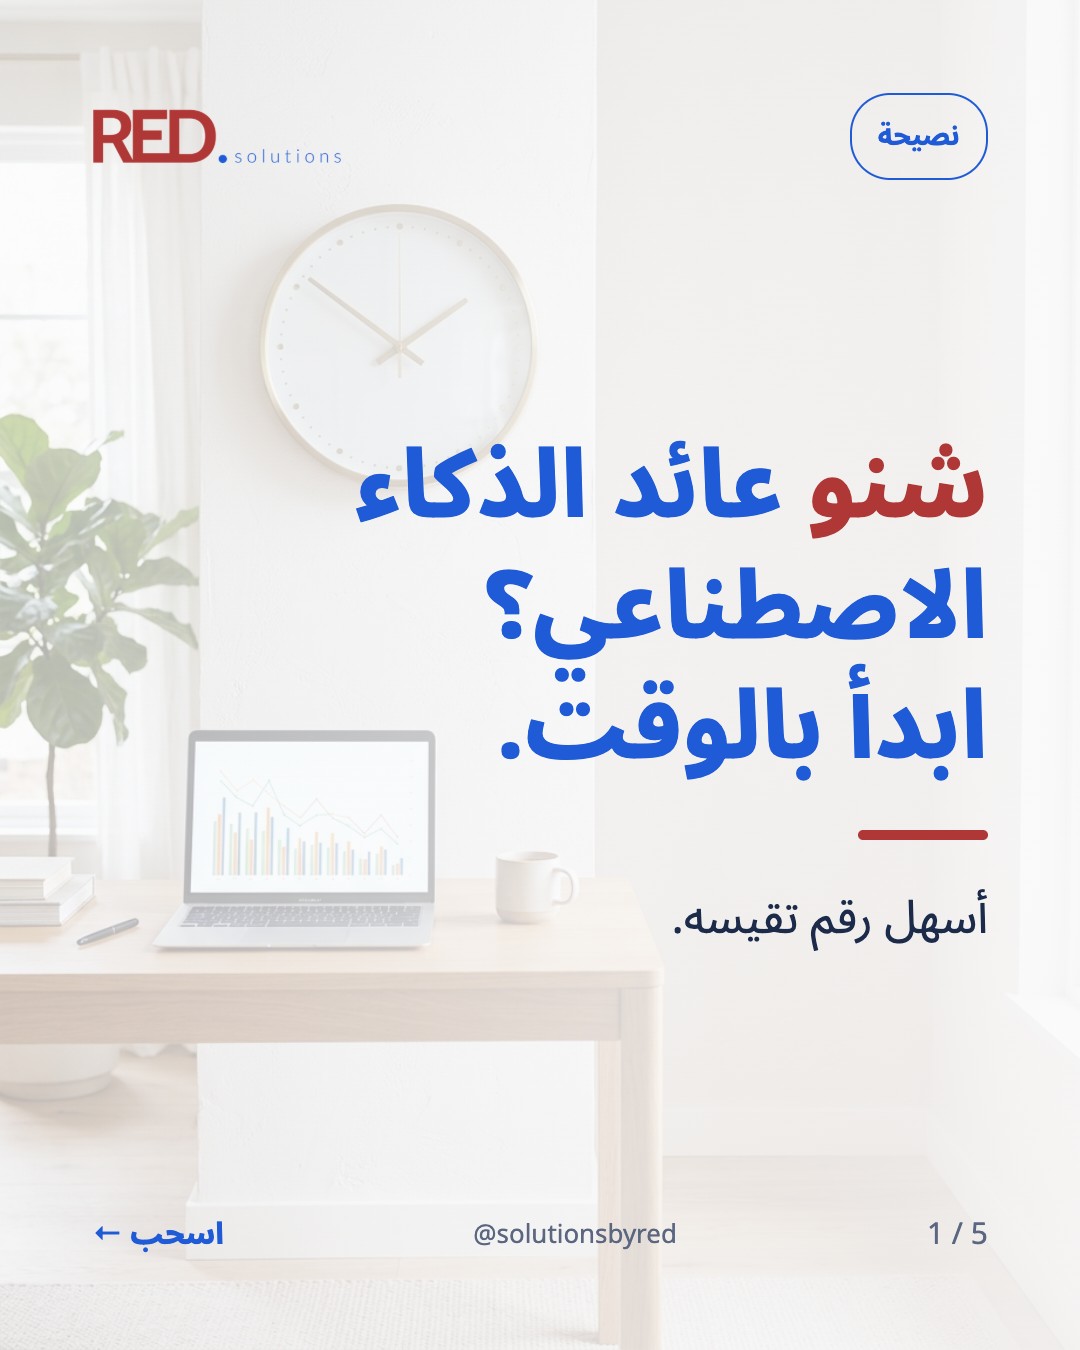 RED.solutions
نصيحة
شنو عائد الذكاء
الاصطناعي؟
ابدأ بالوقت.
أسهل رقم تقيسه.
1 / 5
@solutionsbyred
اسحب ←